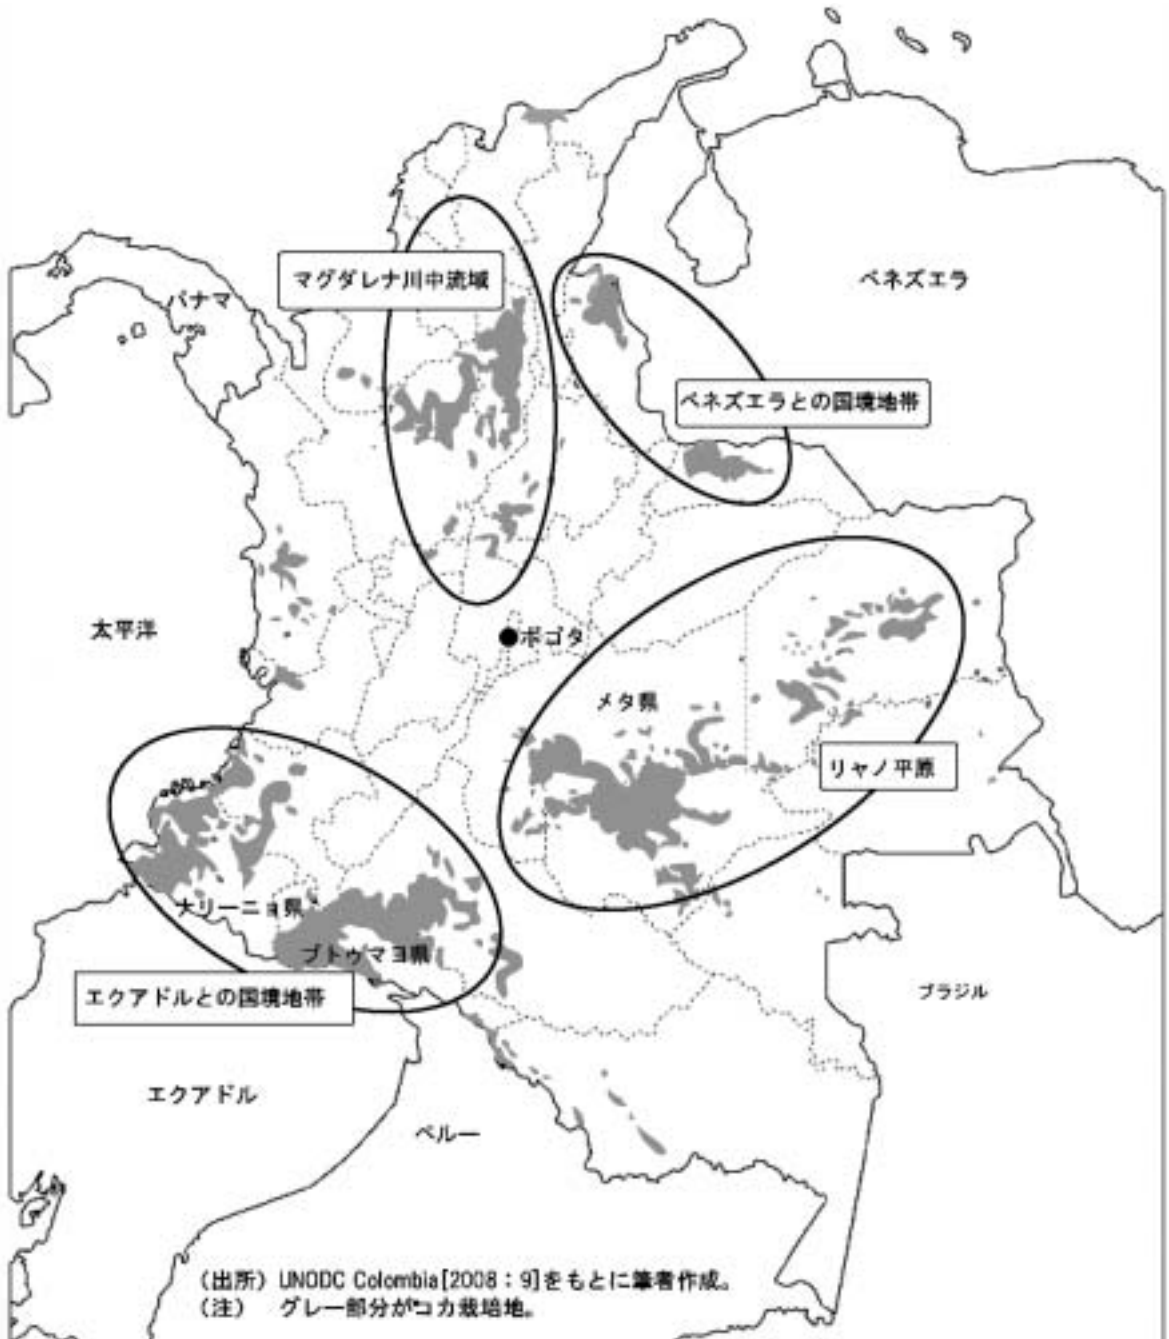 マグダレナ川中流域
ベネズエラ
パナマ
ベネズエラとの国境地帯
太平洋
ボゴタ
メタ県
リャノ平原
ナリーニョ県
プトゥマヨ県
エクアドルとの国境地帯
ブラジル
エクアドル
ペルー
(出所) UNODC Colombia[2008:9]をもとに筆者作成。
(注) グレー部分がコカ栽培地。